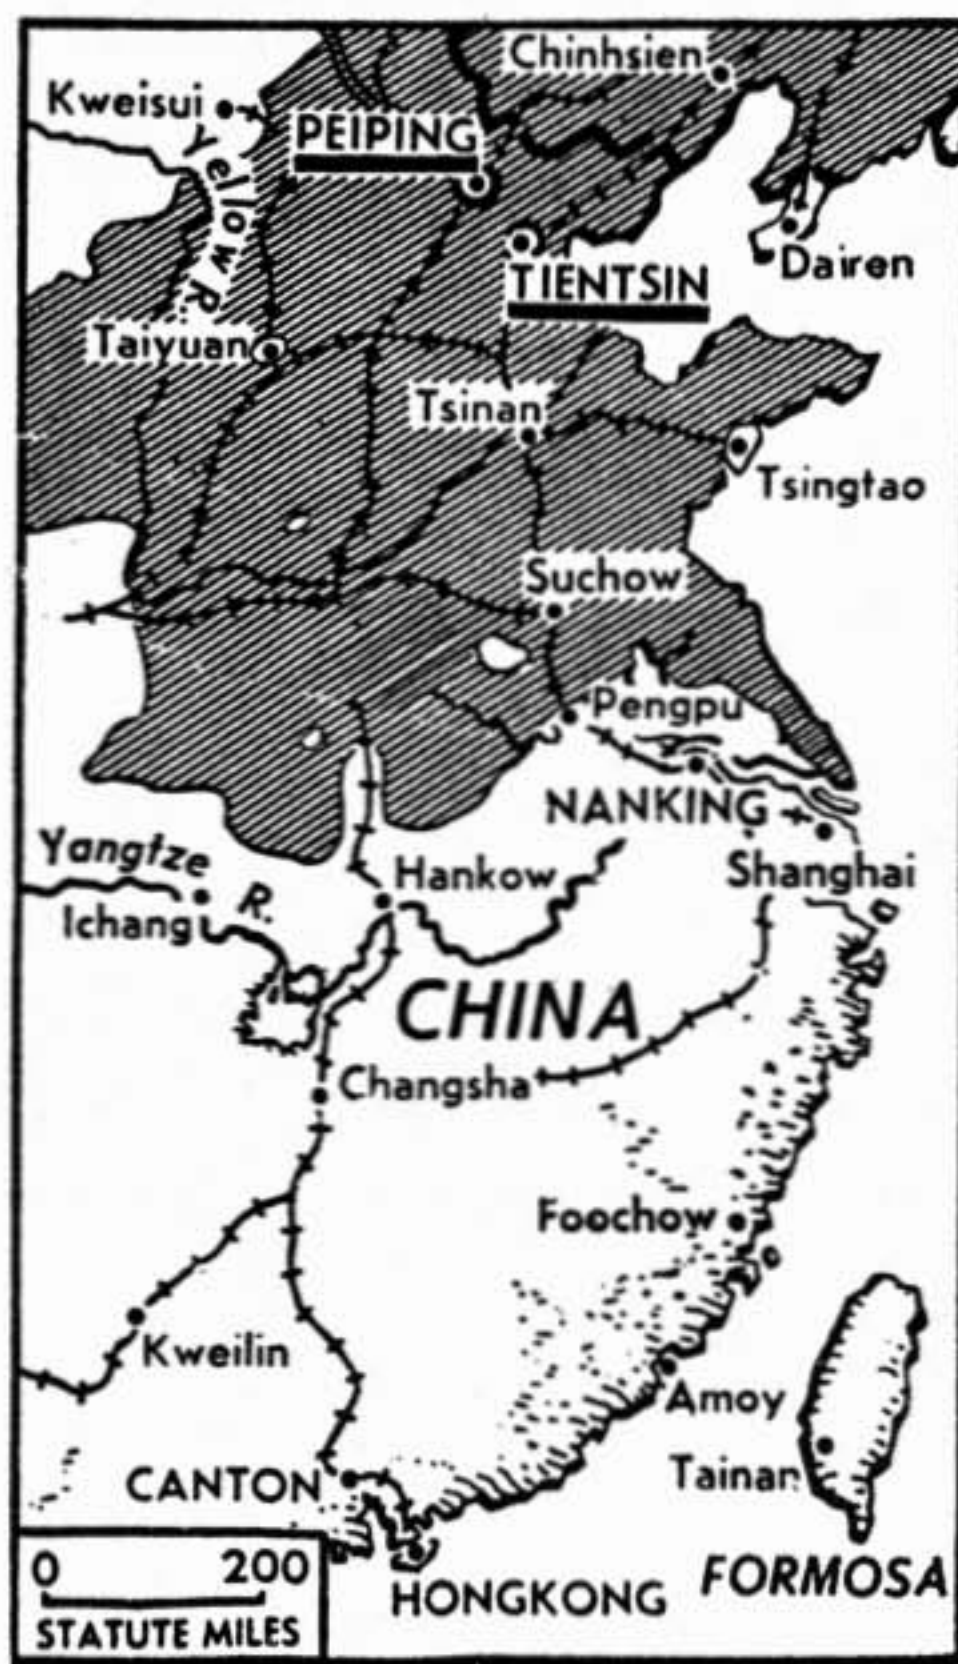 Chinhsien
Kweisui
PEIPING
Yellow R.
Dairen
TIENTSIN
Taiyuan
Tsinan
Tsingtao
Suchow
Pengpu
NANKING
Yangtze R.
Hankow
Shanghai
Ichang
CHINA
Changsha
Foochow
Kweilin
Amoy
Tainan
CANTON
FORMOSA
HONGKONG
0 200
STATUTE MILES